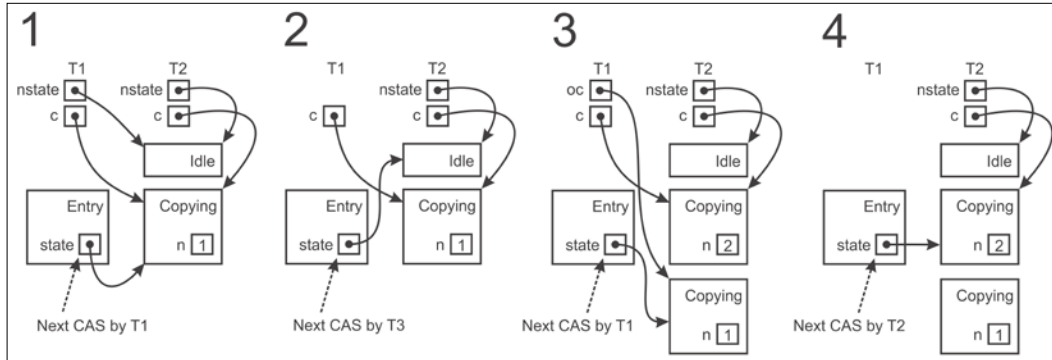 1
T1 T2
nstate nstate
c c
Idle
Entry Copying
state n 1
Next CAS by T1
2
T1 T2
nstate
c c
Idle
Entry Copying
state n 1
Next CAS by T3
3
T1 T2
oc nstate
c c
Idle
Entry Copying
state n 2
Copying
Next CAS by T1 n 1
4
T1 T2
nstate
c
Idle
Entry Copying
state n 2
Copying
Next CAS by T2 n 1